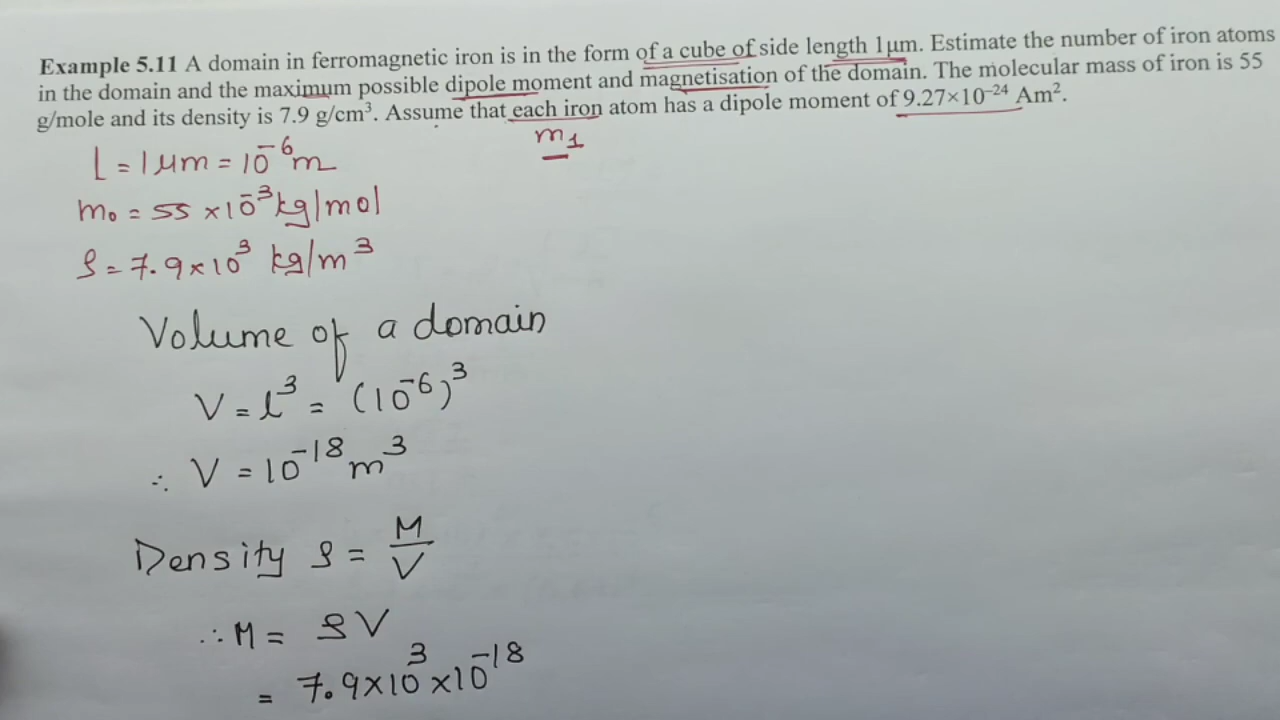 Example 5.11 A domain in ferromagnetic iron is in the form of a cube of side length 1μm. Estimate the number of iron atoms
in the domain and the maximum possible dipole moment and magnetisation of the domain. The molecular mass of iron is 55
g/mole and its density is 7.9 g/cm³. Assume that each iron atom has a dipole moment of 9.27×10⁻²⁴ Am².
m₁
l = 1 μm = 10⁻⁶ m
m₀ = 55 × 10⁻³ kg/mol
ρ = 7.9 × 10³ kg/m³
Volume of a domain
V = l³ = (10⁻⁶)³
∴ V = 10⁻¹⁸ m³
Density ρ = M/V
∴ M = ρV
= 7.9 × 10³ × 10⁻¹⁸